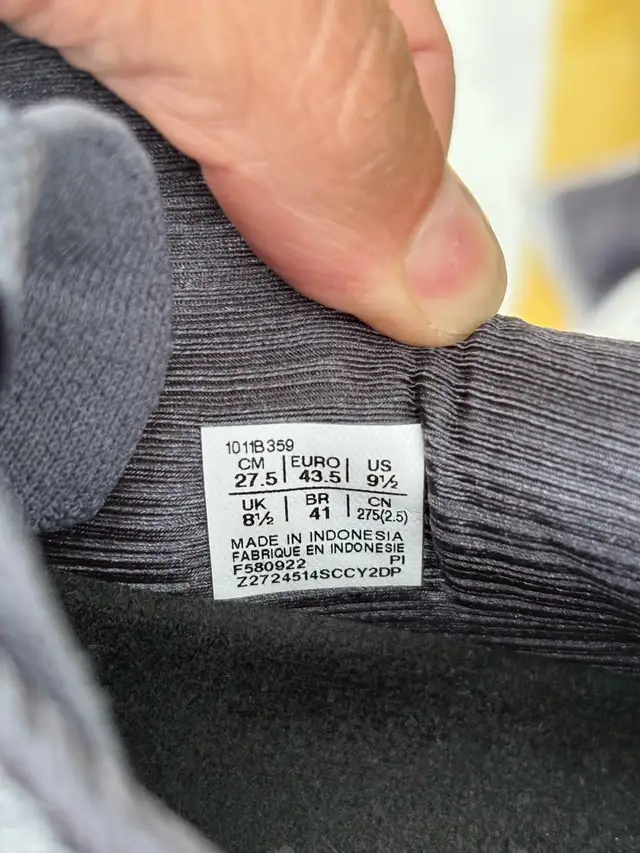 1011B359
CM | EURO | US
27.5 | 43.5 | 9½
UK | BR | CN
8½ | 41 | 275(2.5)
MADE IN INDONESIA
FABRIQUE EN INDONESIE
F580922 PI
Z2724514SCCY2DP